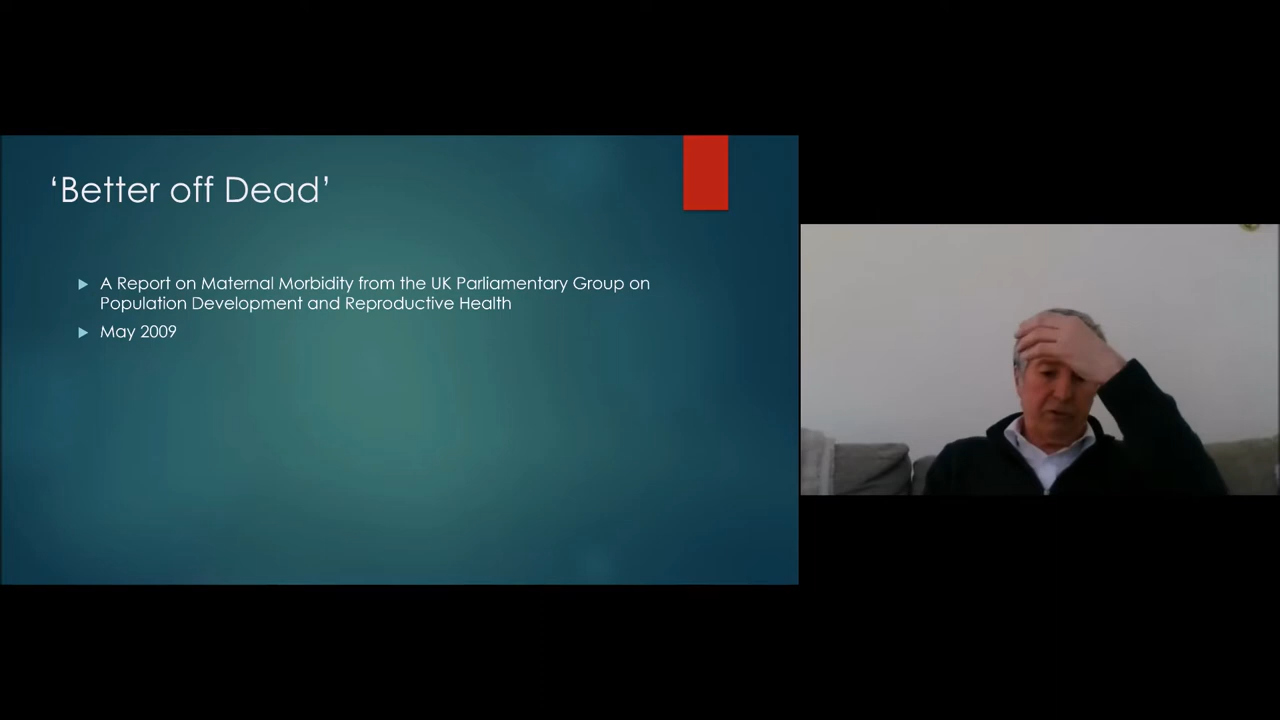 ‘Better off Dead’
A Report on Maternal Morbidity from the UK Parliamentary Group on
Population Development and Reproductive Health
May 2009